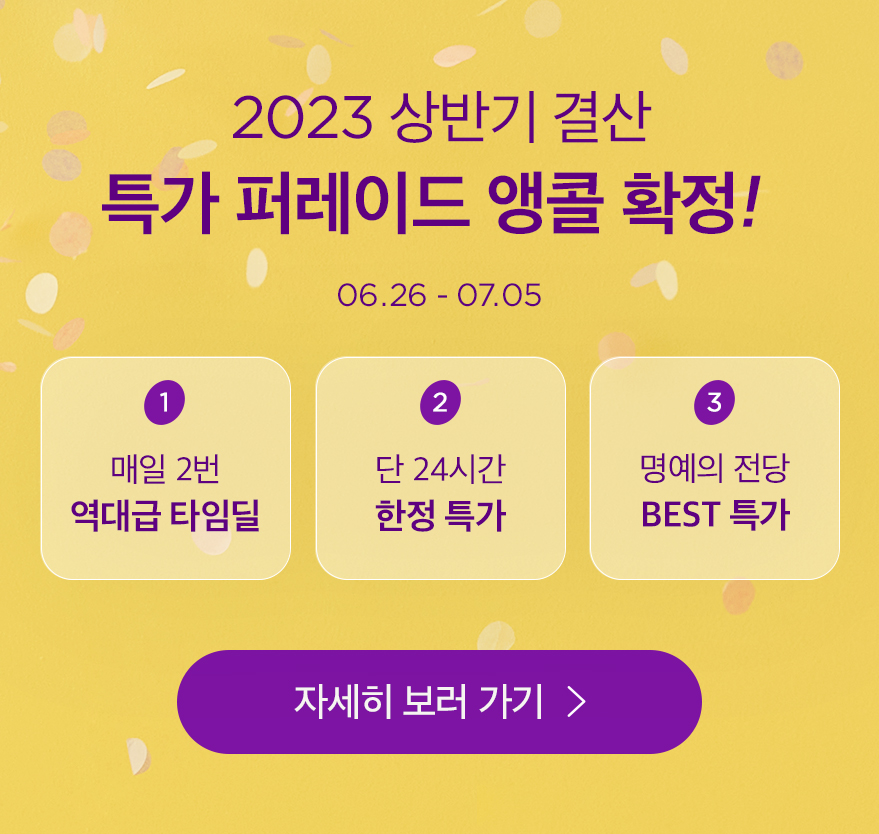 2023 상반기 결산
특가 퍼레이드 앵콜 확정!
06.26 - 07.05
1
매일 2번
역대급 타임딜
2
단 24시간
한정 특가
3
명예의 전당
BEST 특가
자세히 보러 가기 >